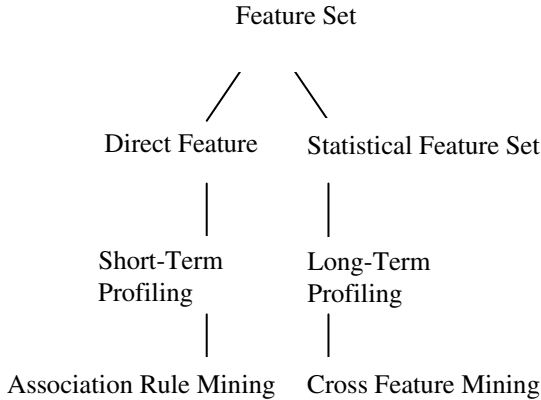 Feature Set
Direct Feature
Statistical Feature Set
Short-Term
Profiling
Long-Term
Profiling
Association Rule Mining
Cross Feature Mining